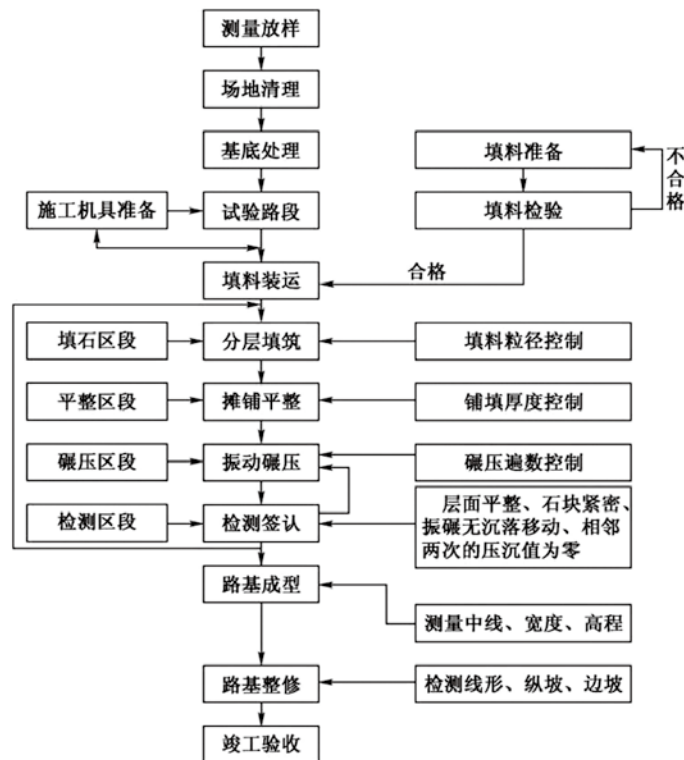 测量放样
场地清理
基底处理
填料准备
不合格
施工机具准备
试验路段
填料检验
填料装运
合格
填石区段
分层填筑
填料粒径控制
平整区段
摊铺平整
铺填厚度控制
碾压区段
振动碾压
碾压遍数控制
检测区段
检测签认
层面平整、石块紧密、
振碾无沉落移动、相邻
两次的压沉值为零
路基成型
测量中线、宽度、高程
路基整修
检测线形、纵坡、边坡
竣工验收